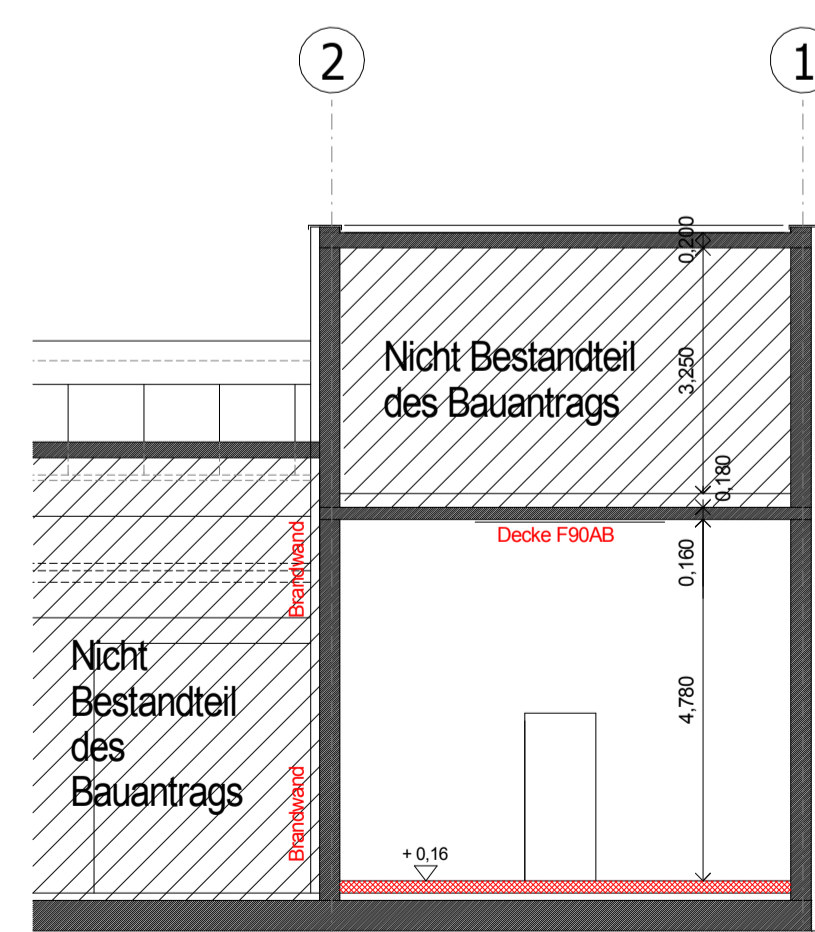 2
1
0,200
Nicht Bestandteil
des Bauantrags
3,250
0,180
Decke F90AB
Brandwand
0,160
Nicht
Bestandteil
des
Bauantrags
4,780
Brandwand
+ 0,16